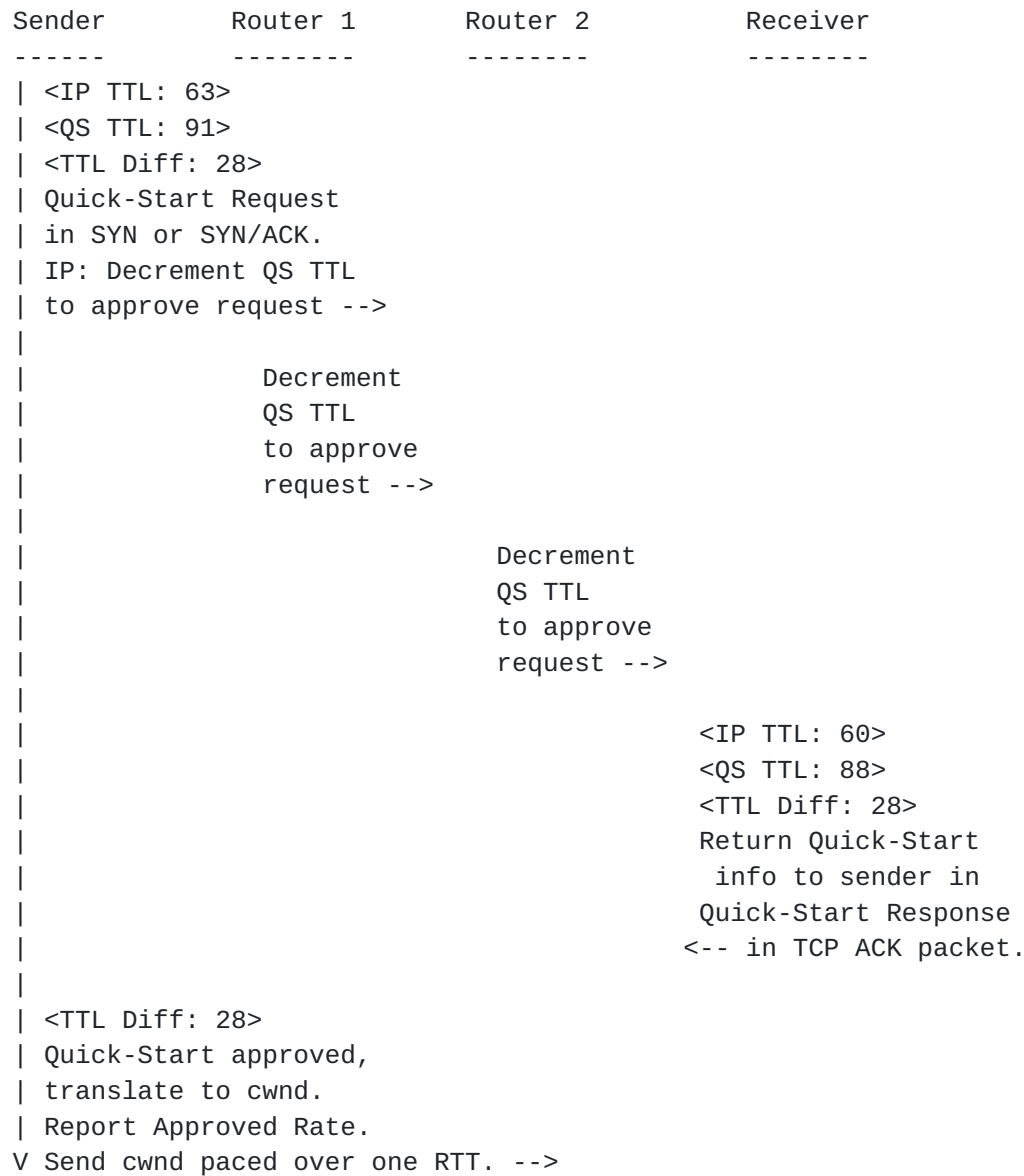 Sender        Router 1       Router 2          Receiver
------        --------       --------          --------
| <IP TTL: 63>
| <QS TTL: 91>
| <TTL Diff: 28>
| Quick-Start Request
| in SYN or SYN/ACK.
| IP: Decrement QS TTL
| to approve request -->
|
|               Decrement
|               QS TTL
|               to approve
|               request -->
|
|                              Decrement
|                              QS TTL
|                              to approve
|                              request -->
|
|                                           <IP TTL: 60>
|                                           <QS TTL: 88>
|                                           <TTL Diff: 28>
|                                           Return Quick-Start
|                                            info to sender in
|                                           Quick-Start Response
|                                          <-- in TCP ACK packet.
|
| <TTL Diff: 28>
| Quick-Start approved,
| translate to cwnd.
| Report Approved Rate.
V Send cwnd paced over one RTT. -->